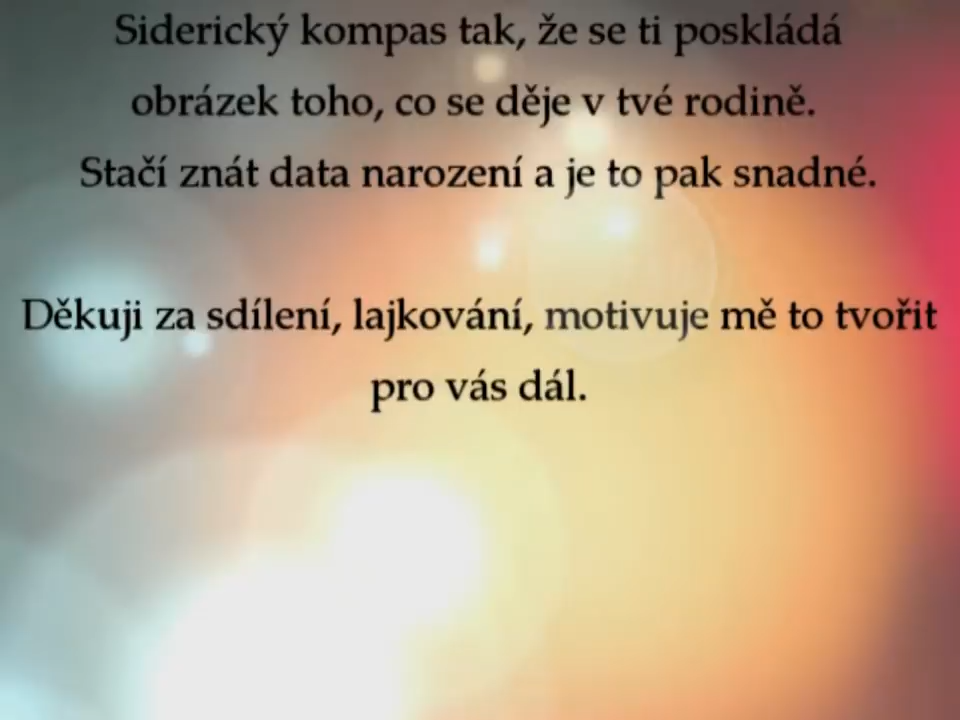 Siderický kompas tak, že se ti poskládá
obrázek toho, co se děje v tvé rodině.
Stačí znát data narození a je to pak snadné.
Děkuji za sdílení, lajkování, motivuje mě to tvořit
pro vás dál.